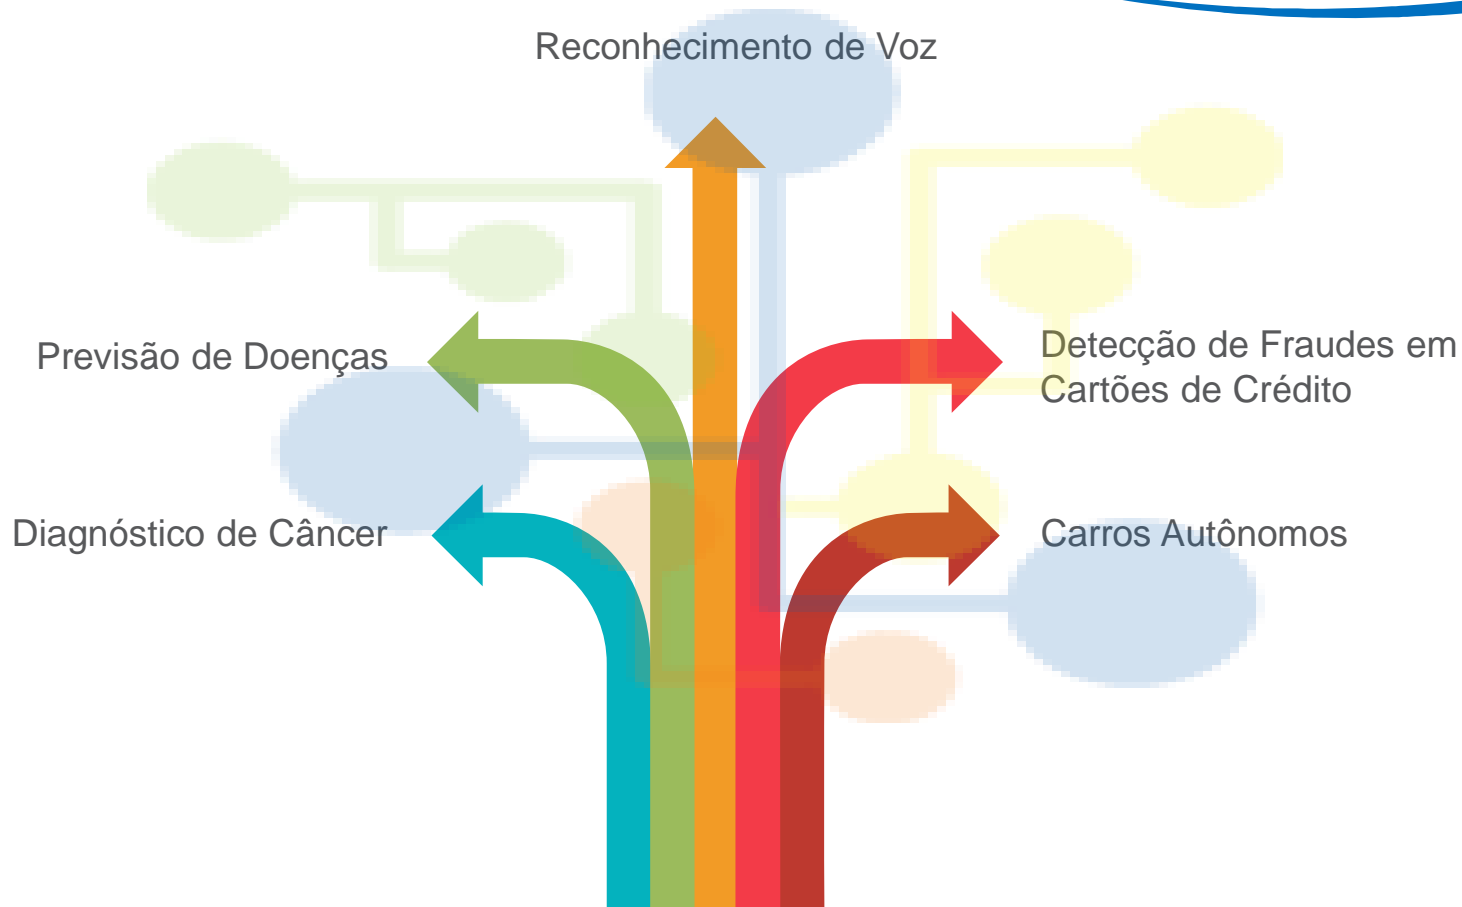 Reconhecimento de Voz
Previsão de Doenças
Detecção de Fraudes em
Cartões de Crédito
Diagnóstico de Câncer
Carros Autônomos